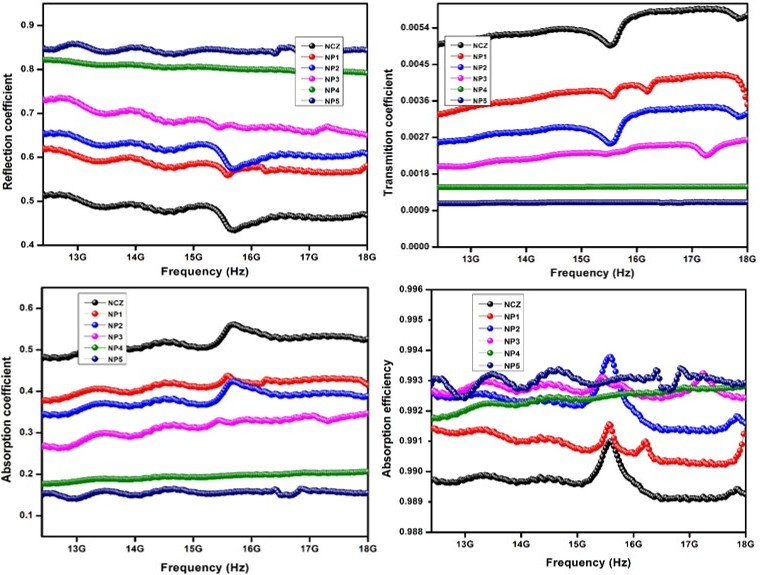 Reflection coefficient
0.9
0.8
0.7
0.6
0.5
0.4
NCZ
NP1
NP2
NP3
NP4
NP5
13G 14G 15G 16G 17G 18G
Frequency (Hz)
Transmition coefficient
0.0054
0.0045
0.0036
0.0027
0.0018
0.0009
0.0000
NCZ
NP1
NP2
NP3
NP4
NP5
13G 14G 15G 16G 17G 18G
Frequency (Hz)
Absorption coefficient
0.6
0.5
0.4
0.3
0.2
0.1
NCZ
NP1
NP2
NP3
NP4
NP5
13G 14G 15G 16G 17G 18G
Frequency (Hz)
Absorption efficiency
0.996
0.995
0.994
0.993
0.992
0.991
0.990
0.989
0.988
NCZ
NP1
NP2
NP3
NP4
NP5
13G 14G 15G 16G 17G 18G
Frequency (Hz)